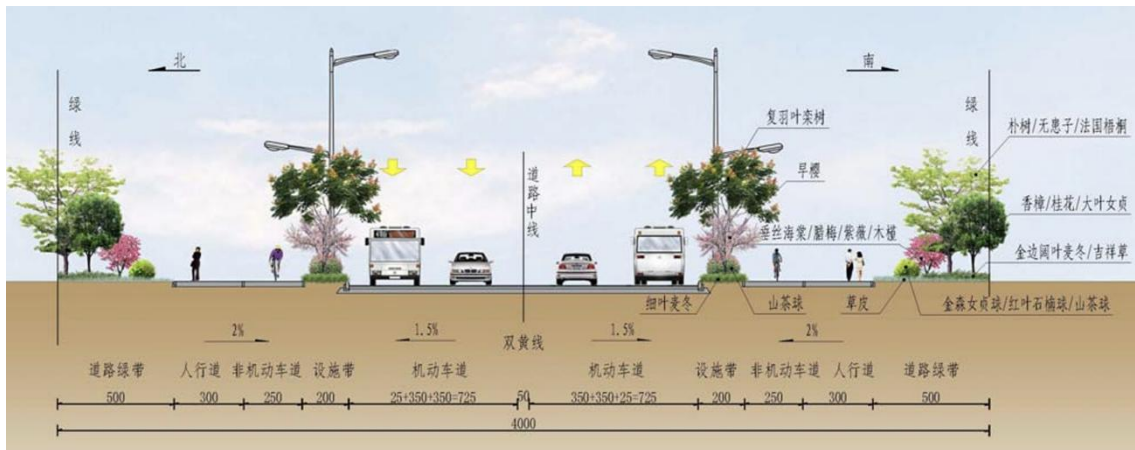 北
南
绿线
绿线
道路中线
复羽叶栾树
早樱
朴树/无患子/法国梧桐
香樟/桂花/大叶女贞
垂丝海棠/腊梅/紫薇/木槿
金边阔叶麦冬/吉祥草
细叶麦冬
山茶球
草皮
金森女贞球/红叶石楠球/山茶球
2%
1.5%
双黄线
1.5%
2%
道路绿带
人行道
非机动车道
设施带
机动车道
机动车道
设施带
非机动车道
人行道
道路绿带
500
300
250
200
25+350+350=725
50
350+350+25=725
200
250
300
500
4000